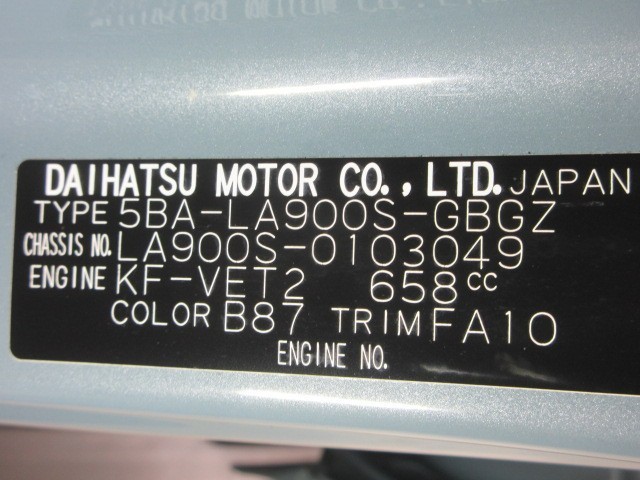 DAIHATSU MOTOR CO., LTD. JAPAN
TYPE 5BA-LA900S-GBGZ
CHASSIS NO. LA900S-0103049
ENGINE KF-VET2 658cc
COLOR B87 TRIM FA10
ENGINE NO.